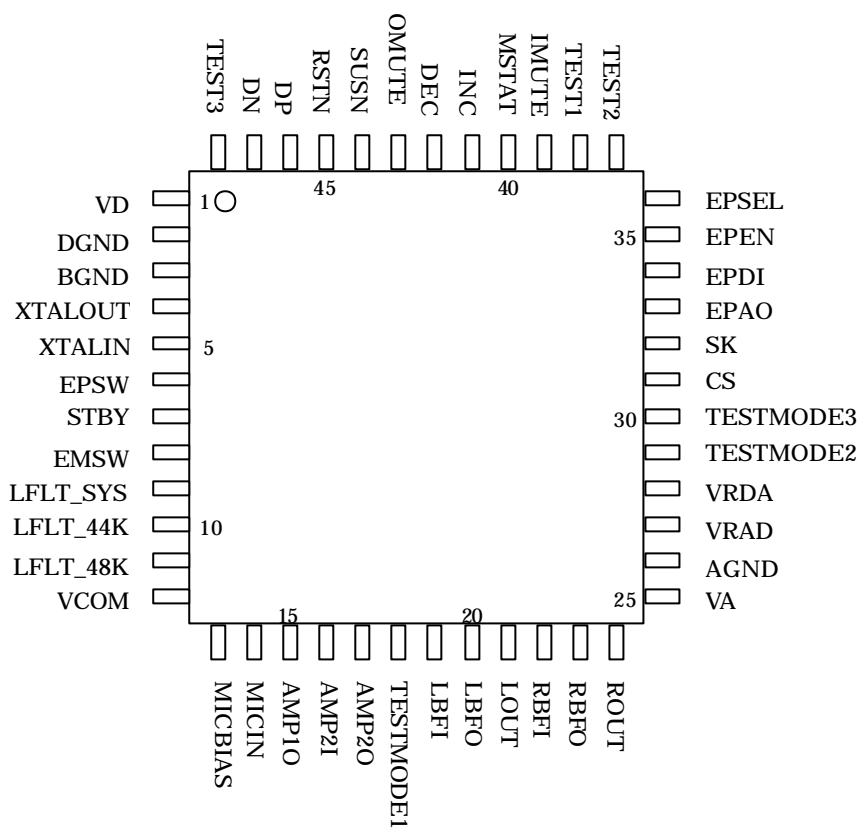 TEST3
DN
DP
RSTN
SUSN
OMUTE
DEC
INC
MSTAT
IMUTE
TEST1
TEST2
45
40
VD
1
EPSEL
DGND
35
EPEN
BGND
EPDI
XTALOUT
EPAO
XTALIN
5
SK
EPSW
CS
STBY
30
TESTMODE3
EMSW
TESTMODE2
LFLT_SYS
VRDA
LFLT_44K
10
VRAD
LFLT_48K
AGND
VCOM
25
VA
15
20
MICBIAS
MICIN
AMP1O
AMP2I
AMP2O
TESTMODE1
LBFI
LBFO
LOUT
RBFI
RBFO
ROUT